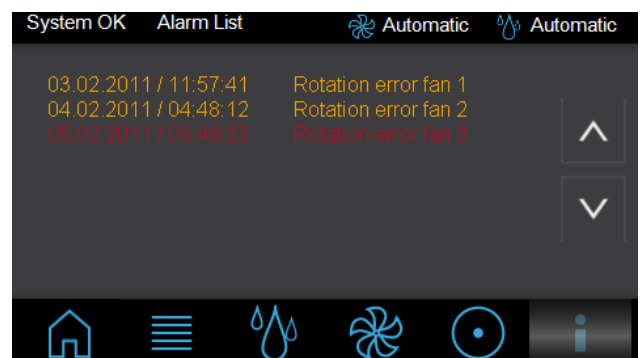 System OK Alarm List Automatic Automatic
03.02.2011 / 11:57:41 Rotation error fan 1
04.02.2011 / 04:48:12 Rotation error fan 2
05.02.2011 / 09:48:33 Rotation error fan 3